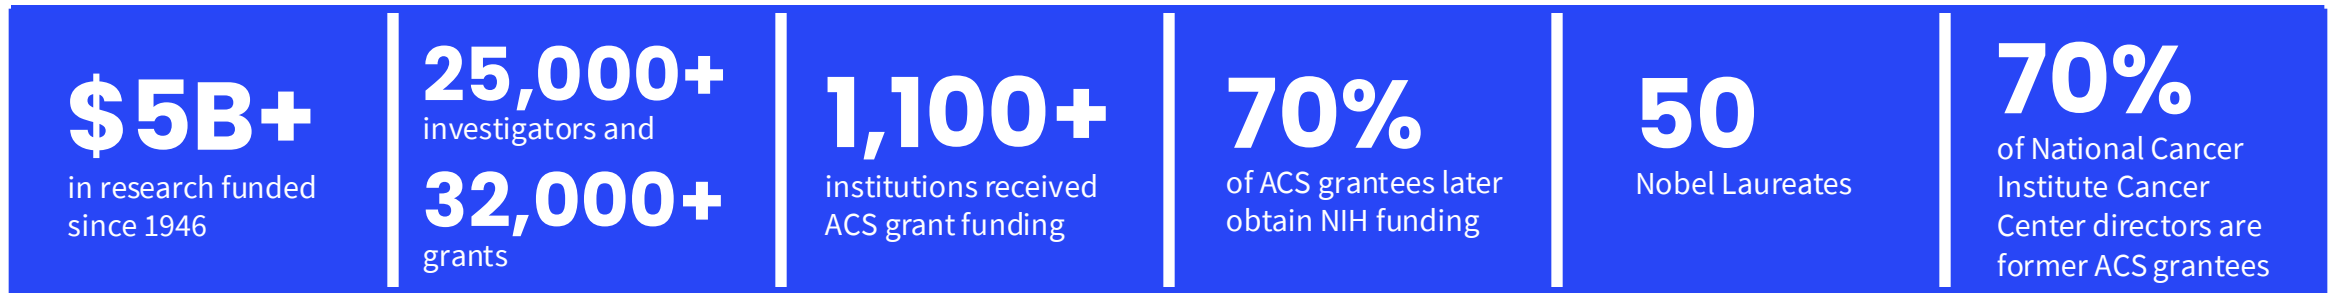 $5B+
in research funded
since 1946
25,000+
investigators and
32,000+
grants
1,100+
institutions received
ACS grant funding
70%
of ACS grantees later
obtain NIH funding
50
Nobel Laureates
70%
of National Cancer
Institute Cancer
Center directors are
former ACS grantees